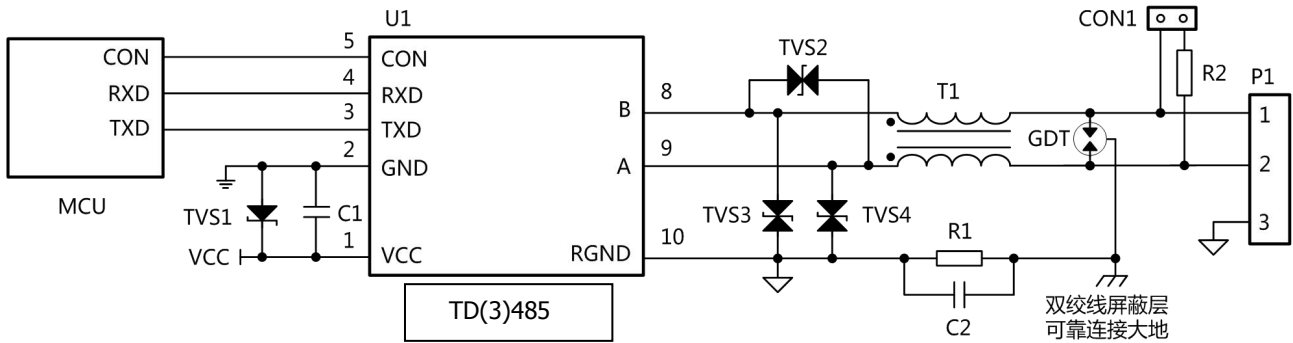 U1
MCU
CON
RXD
TXD
5
4
3
2
1
CON
RXD
TXD
GND
VCC
B
A
RGND
8
9
10
TVS1
C1
VCC
TD(3)485
TVS2
TVS3
TVS4
T1
GDT
CON1
R2
P1
1
2
3
R1
C2
双绞线屏蔽层
可靠连接大地